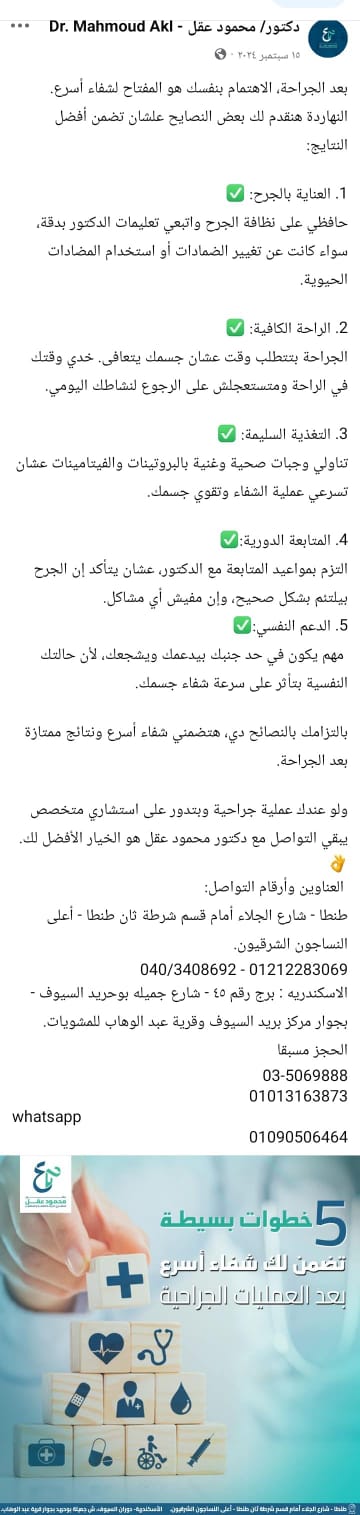 دكتور/ محمود عقل - Dr. Mahmoud Akl
١٥ سبتمبر ٢٠٢٤
بعد الجراحة، الاهتمام بنفسك هو المفتاح لشفاء أسرع.
النهاردة هنقدم لك بعض النصايح علشان تضمن أفضل
النتايج:
1. العناية بالجرح: ✅
حافظي على نظافة الجرح واتبعي تعليمات الدكتور بدقة،
سواء كانت عن تغيير الضمادات أو استخدام المضادات
الحيوية.
2. الراحة الكافية: ✅
الجراحة بتتطلب وقت عشان جسمك يتعافى. خدي وقتك
في الراحة ومتستعجلش على الرجوع لنشاطك اليومي.
3. التغذية السليمة: ✅
تناولي وجبات صحية وغنية بالبروتينات والفيتامينات عشان
تسرعي عملية الشفاء وتقوي جسمك.
4. المتابعة الدورية:✅
التزم بمواعيد المتابعة مع الدكتور، عشان يتأكد إن الجرح
بيلتئم بشكل صحيح، وإن مفيش أي مشاكل.
5. الدعم النفسي:✅
مهم يكون في حد جنبك بيدعمك ويشجعك، لأن حالتك
النفسية بتأثر على سرعة شفاء جسمك.
بالتزامك بالنصائح دي، هتضمني شفاء أسرع ونتائج ممتازة
بعد الجراحة.
ولو عندك عملية جراحية وبتدور على استشاري متخصص
يبقي التواصل مع دكتور محمود عقل هو الخيار الأفضل لك.
👌
العناوين وأرقام التواصل:
طنطا - شارع الجلاء أمام قسم شرطة ثان طنطا - أعلى
النساجون الشرقيون.
040/3408692 - 01212283069
الاسكندريه : برج رقم ٤٥ - شارع جميله بوحريد السيوف -
بجوار مركز بريد السيوف وقرية عبد الوهاب للمشويات.
الحجز مسبقا
03-5069888
01013163873
whatsapp
01090506464
محمود عقل
5 خطوات بسيطة
تضمن لك شفاء أسرع
بعد العمليات الجراحية
طنطا - شارع الجلاء أمام قسم شرطة ثان طنطا - أعلى النساجون الشرقيون. الأسكندرية- دوران السيوف، ش جميلة بوحريد بجوار قرية عبد الوهاب.